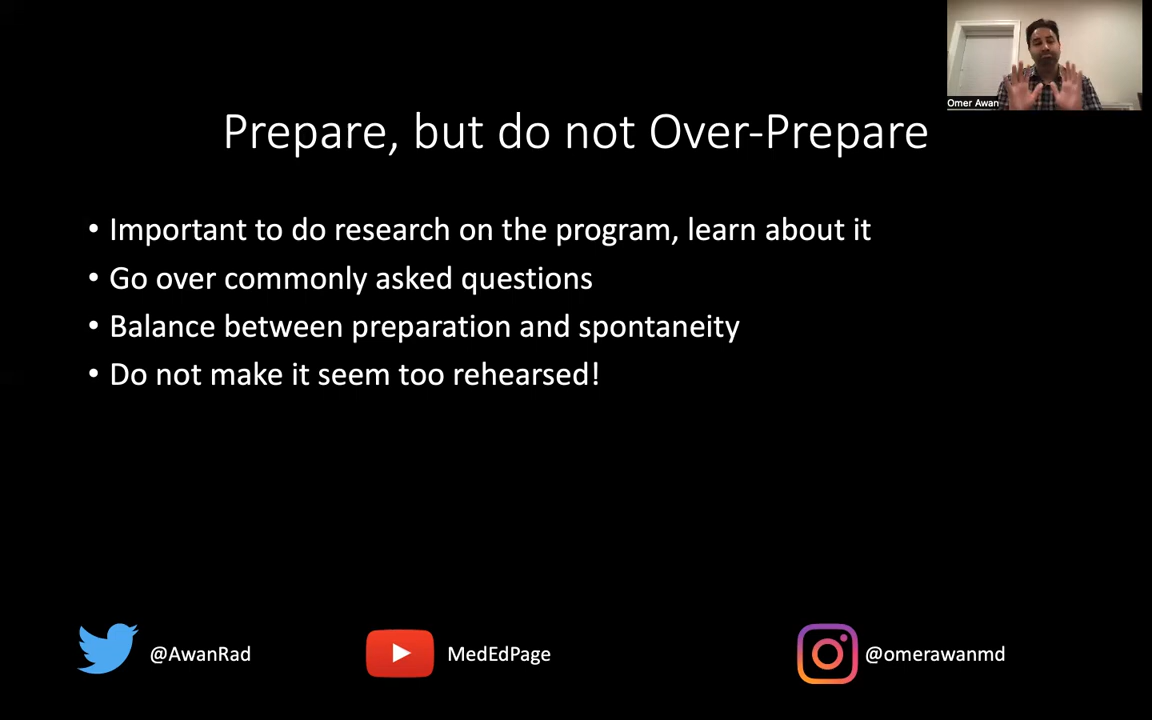 Omer Awan
Prepare, but do not Over-Prepare
• Important to do research on the program, learn about it
• Go over commonly asked questions
• Balance between preparation and spontaneity
• Do not make it seem too rehearsed!
@AwanRad
MedEdPage
@omerawanmd